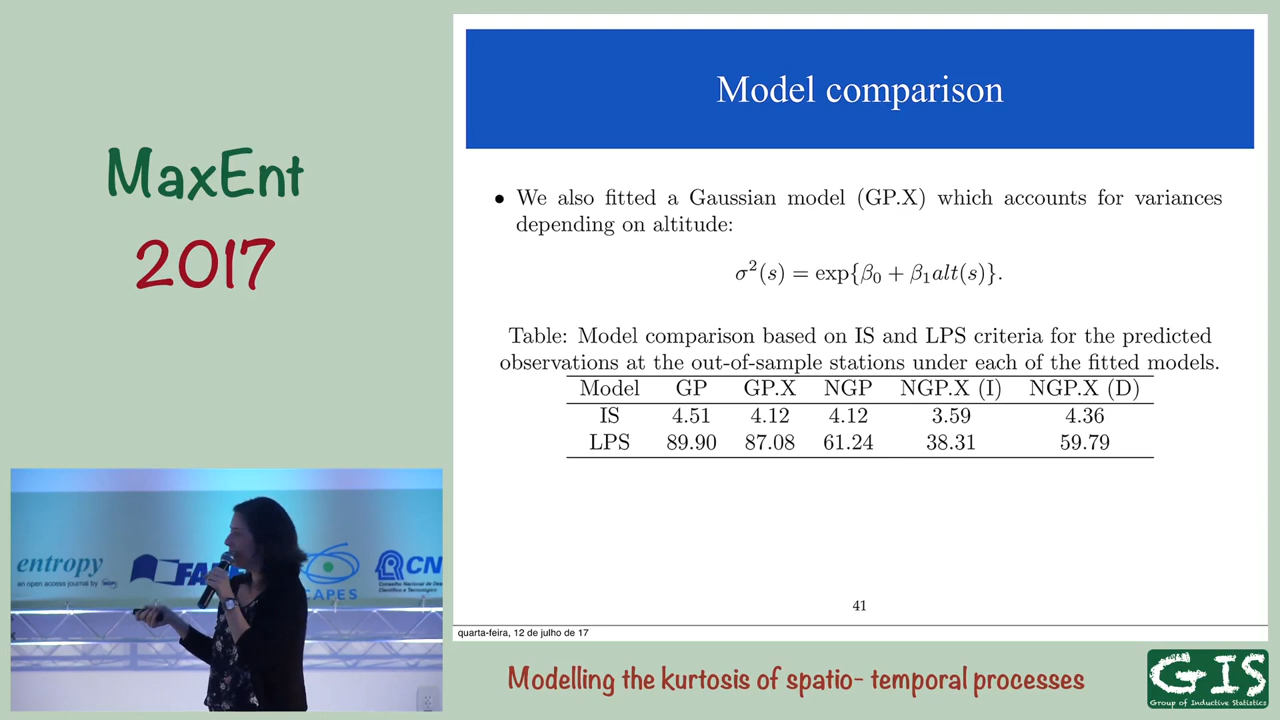 MaxEnt
2017
Model comparison
• We also fitted a Gaussian model (GP.X) which accounts for variances
depending on altitude:
σ²(s) = exp{β₀ + β₁alt(s)}.
Table: Model comparison based on IS and LPS criteria for the predicted
observations at the out-of-sample stations under each of the fitted models.
Model GP GP.X NGP NGP.X (I) NGP.X (D)
IS 4.51 4.12 4.12 3.59 4.36
LPS 89.90 87.08 61.24 38.31 59.79
41
quarta-feira, 12 de julho de 17
entropy
an open access journal by
CAPES
CN
Modelling the kurtosis of spatio- temporal processes
GIS
Group of Inductive Statistics